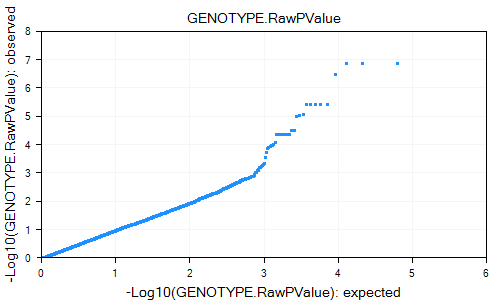 GENOTYPE.RawPValue
-Log10(GENOTYPE.RawPValue): observed
8
7
6
5
4
3
2
1
0
0 1 2 3 4 5 6
-Log10(GENOTYPE.RawPValue): expected